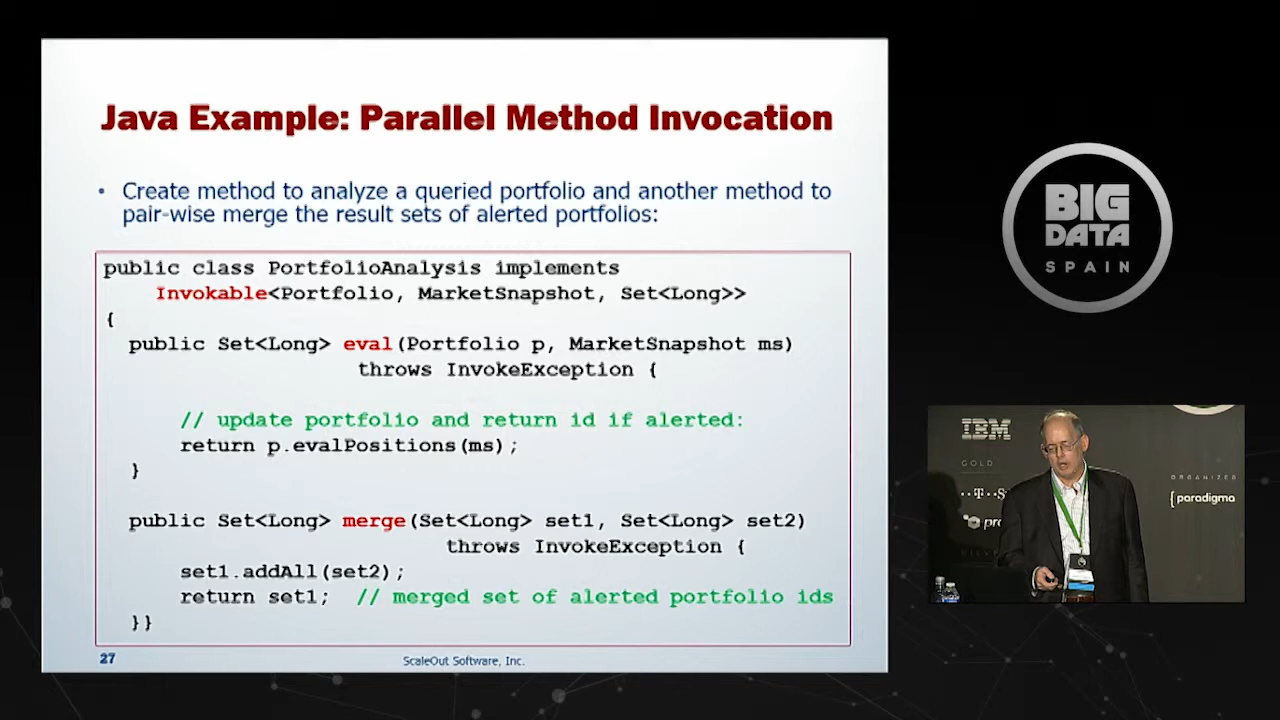 Java Example: Parallel Method Invocation
• Create method to analyze a queried portfolio and another method to
pair-wise merge the result sets of alerted portfolios:
public class PortfolioAnalysis implements
Invokable<Portfolio, MarketSnapshot, Set<Long>>
{
public Set<Long> eval(Portfolio p, MarketSnapshot ms)
throws InvokeException {
// update portfolio and return id if alerted:
return p.evalPositions(ms);
}
public Set<Long> merge(Set<Long> set1, Set<Long> set2)
throws InvokeException {
set1.addAll(set2);
return set1; // merged set of alerted portfolio ids
}}
27
ScaleOut Software, Inc.
BIG
DATA
SPAIN
IBM
GOLD
ORGANIZER
{paradigma